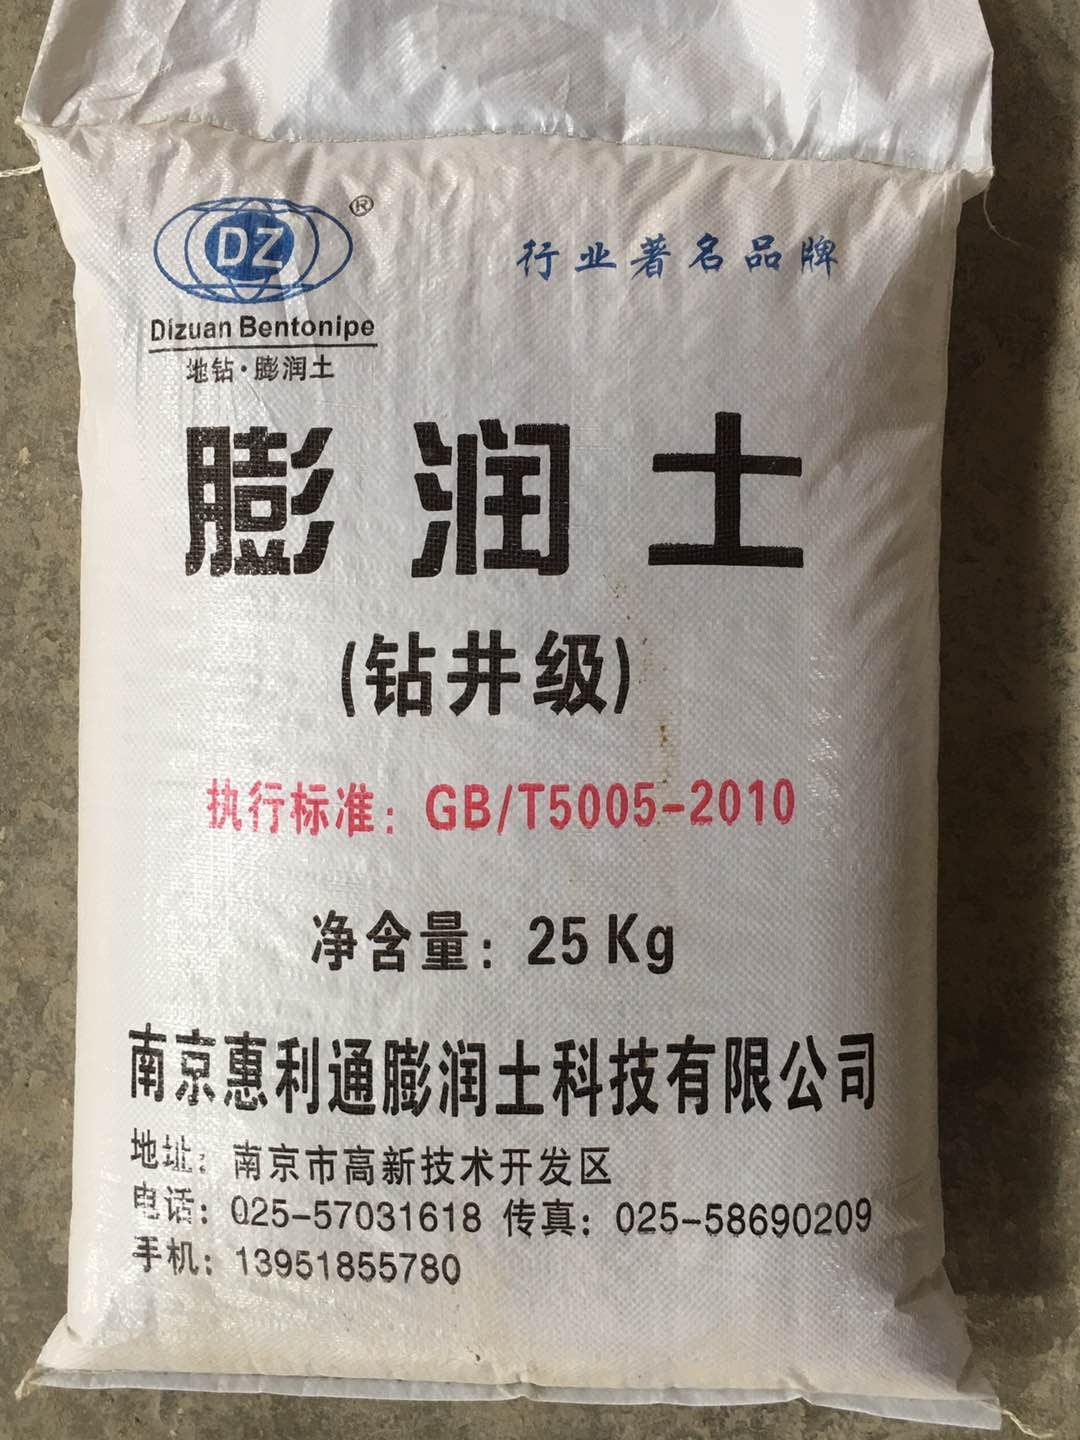 DZ ®
行业著名品牌
Dizuan Bentonipe
地钻·膨润土
膨润土
(钻井级)
执行标准：GB/T5005-2010
净含量：25 Kg
南京惠利通膨润土科技有限公司
地址：南京市高新技术开发区
电话：025-57031618 传真：025-58690209
手机：13951855780